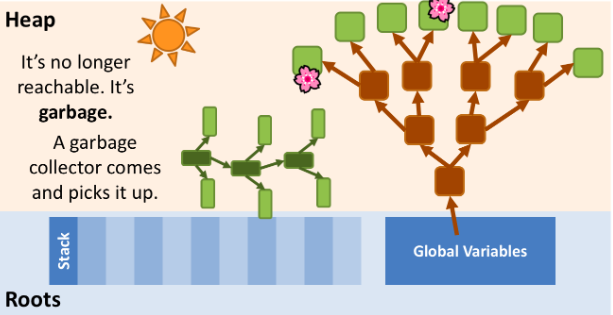 Heap
It's no longer
reachable. It's
garbage.
A garbage
collector comes
and picks it up.
Stack
Global Variables
Roots